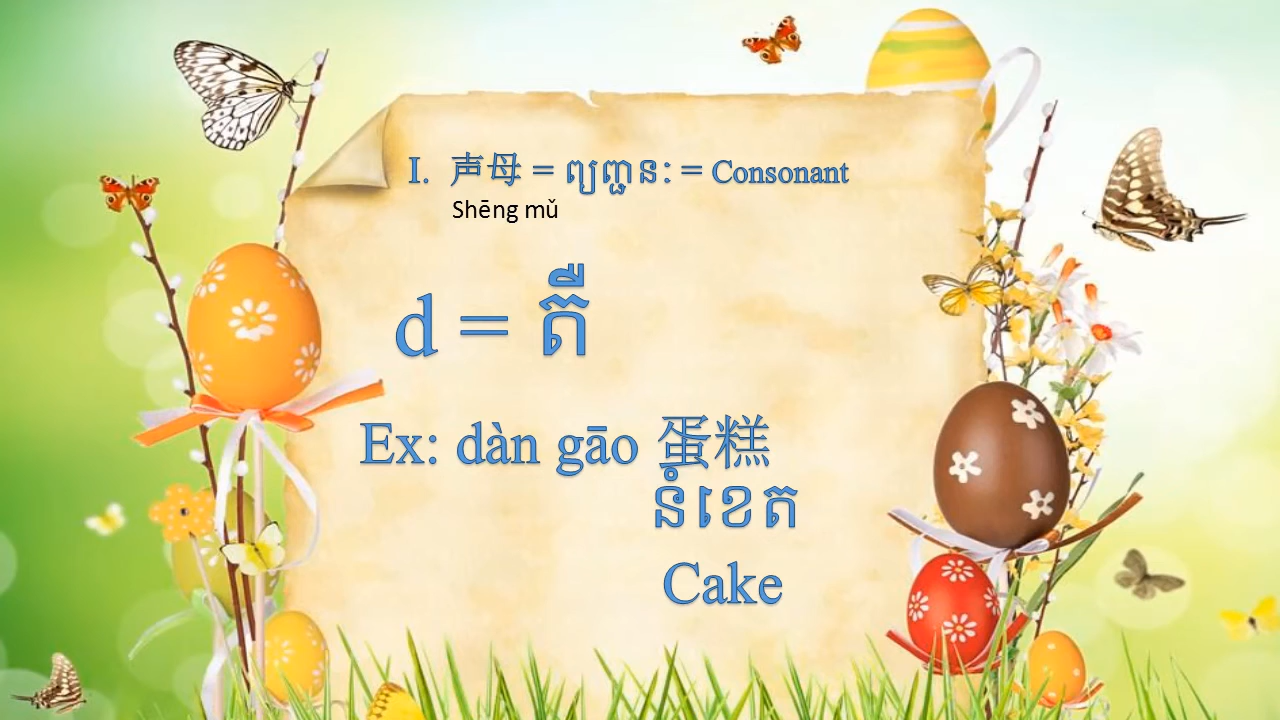 I. 声母 = ព្យញ្ជនៈ = Consonant
Shēng mǔ
d = តឺ
Ex: dàn gāo 蛋糕
នំខេត
Cake